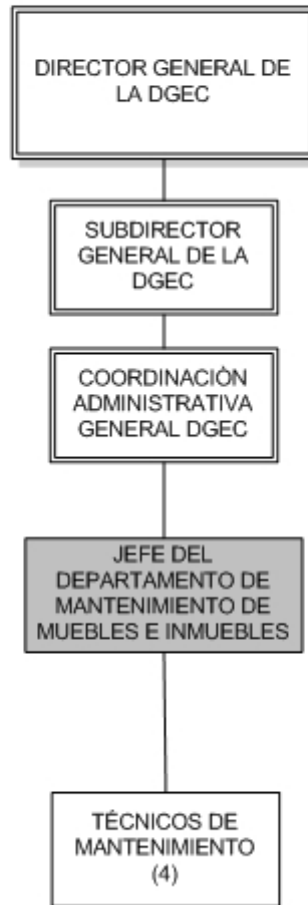 DIRECTOR GENERAL DE
LA DGEC
SUBDIRECTOR
GENERAL DE LA
DGEC
COORDINACIÓN
ADMINISTRATIVA
GENERAL DGEC
JEFE DEL
DEPARTAMENTO DE
MANTENIMIENTO DE
MUEBLES E INMUEBLES
TÉCNICOS DE
MANTENIMIENTO
(4)